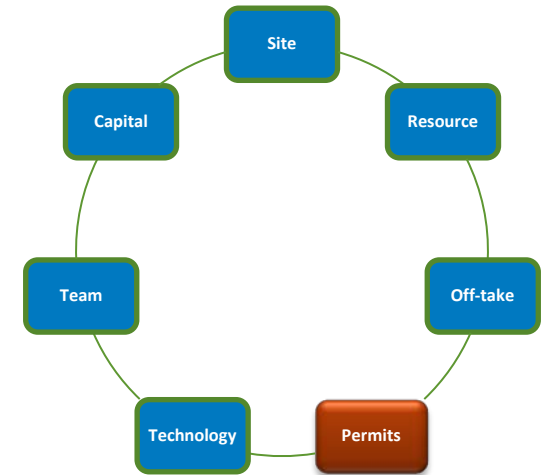 Site
Resource
Off-take
Permits
Technology
Team
Capital